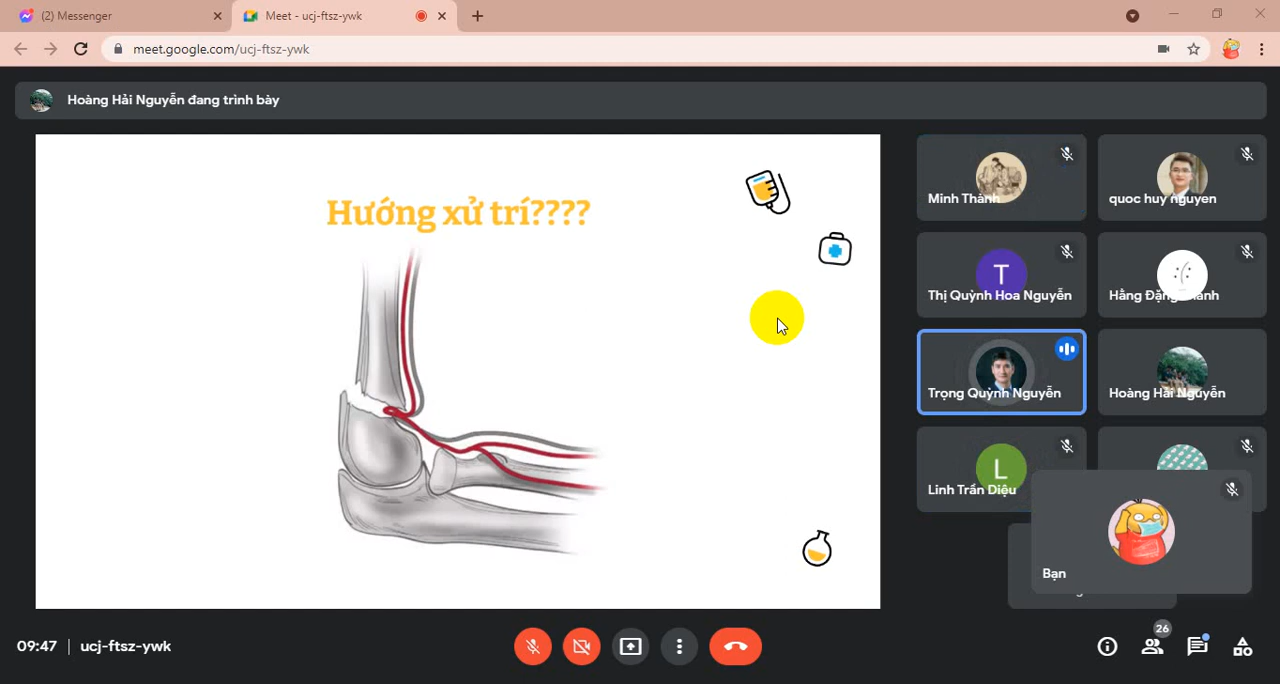 (2) Messenger
Meet - ucj-ftsz-ywk
meet.google.com/ucj-ftsz-ywk
Hoàng Hải Nguyễn đang trình bày
Hướng xử trí????
Minh Thành
quoc huy nguyen
Thị Quỳnh Hoa Nguyễn
T
Hằng Đặng Thanh
Trọng Quỳnh Nguyễn
Hoàng Hải Nguyễn
L
Linh Trần Diệu
Bạn
09:47
ucj-ftsz-ywk
26